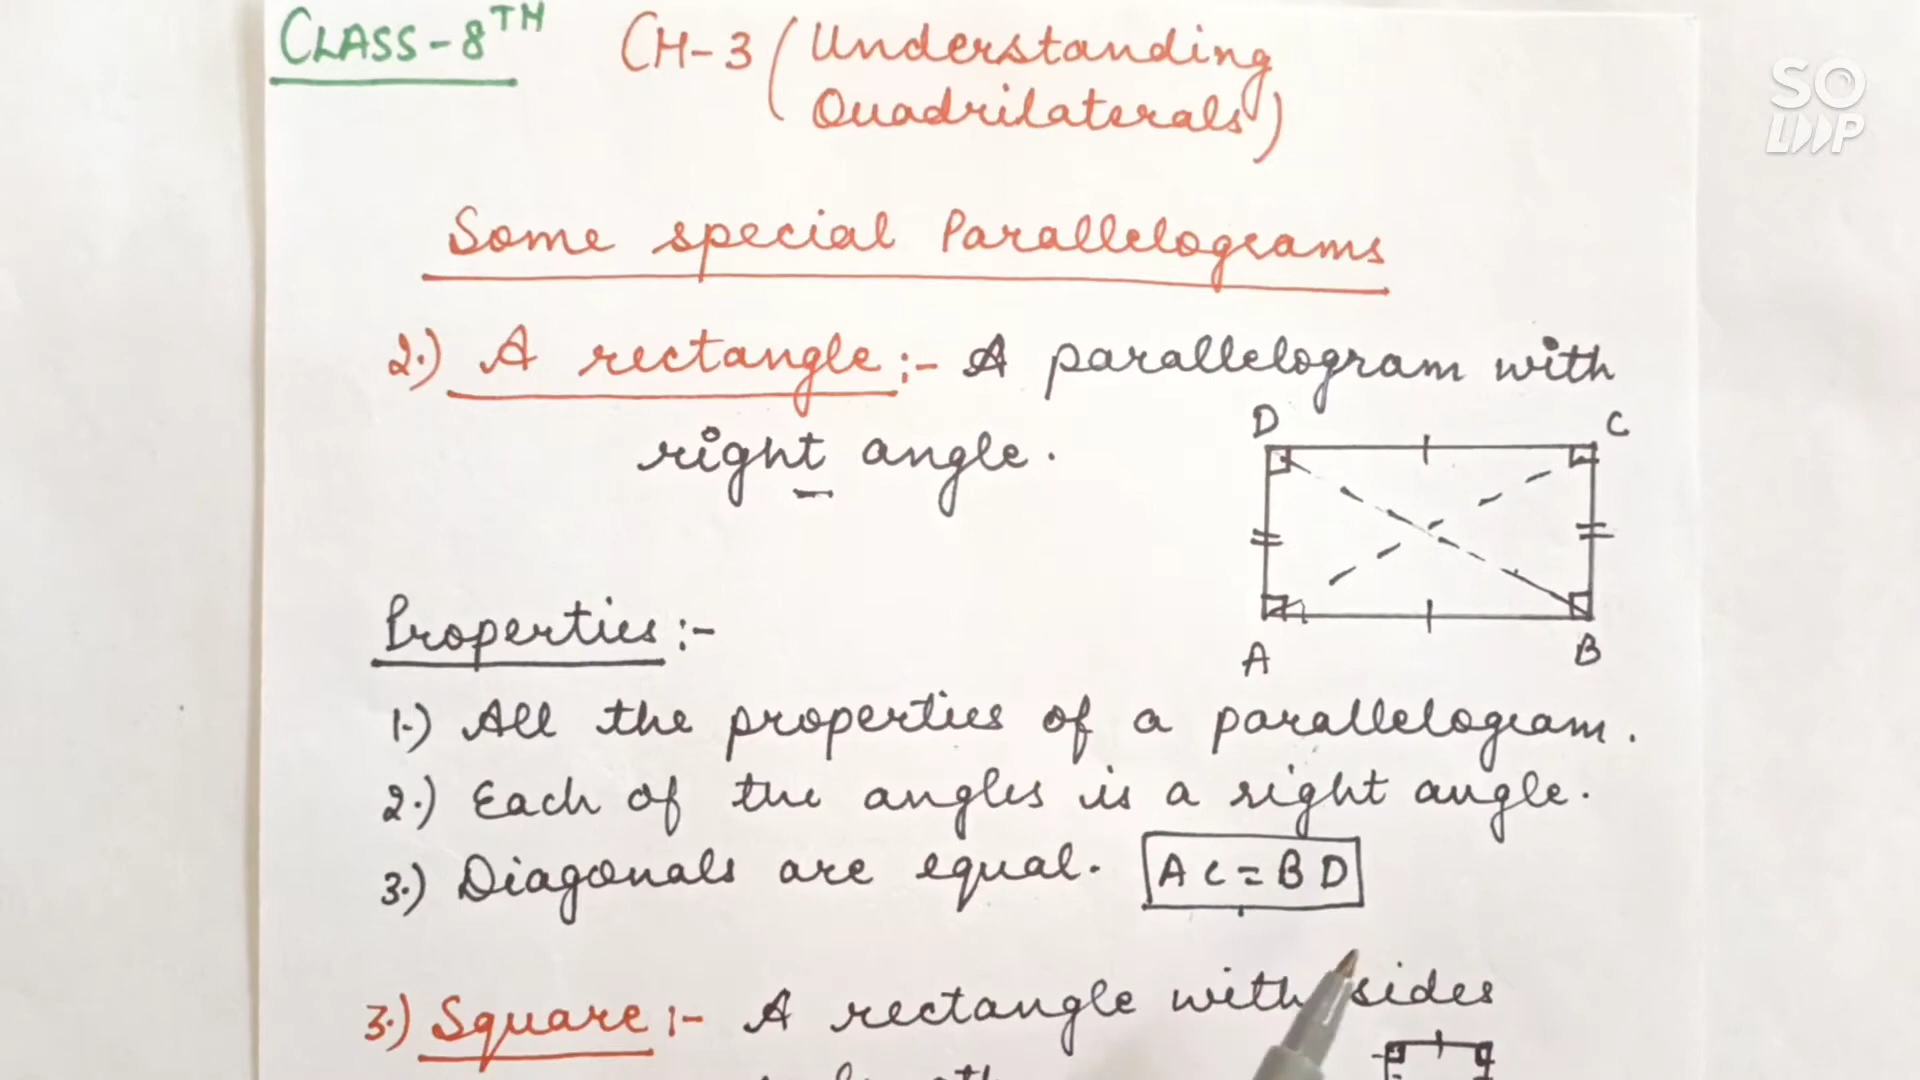 CLASS-8TH CH-3 (Understanding
Quadrilaterals)
SO
LOOP
Some special Parallelograms
2.) A rectangle :- A parallelogram with
right angle.
D C
A B
Properties :-
1.) All the properties of a parallelogram.
2.) Each of the angles is a right angle.
3.) Diagonals are equal. AC = BD
3.) Square :- A rectangle with sides